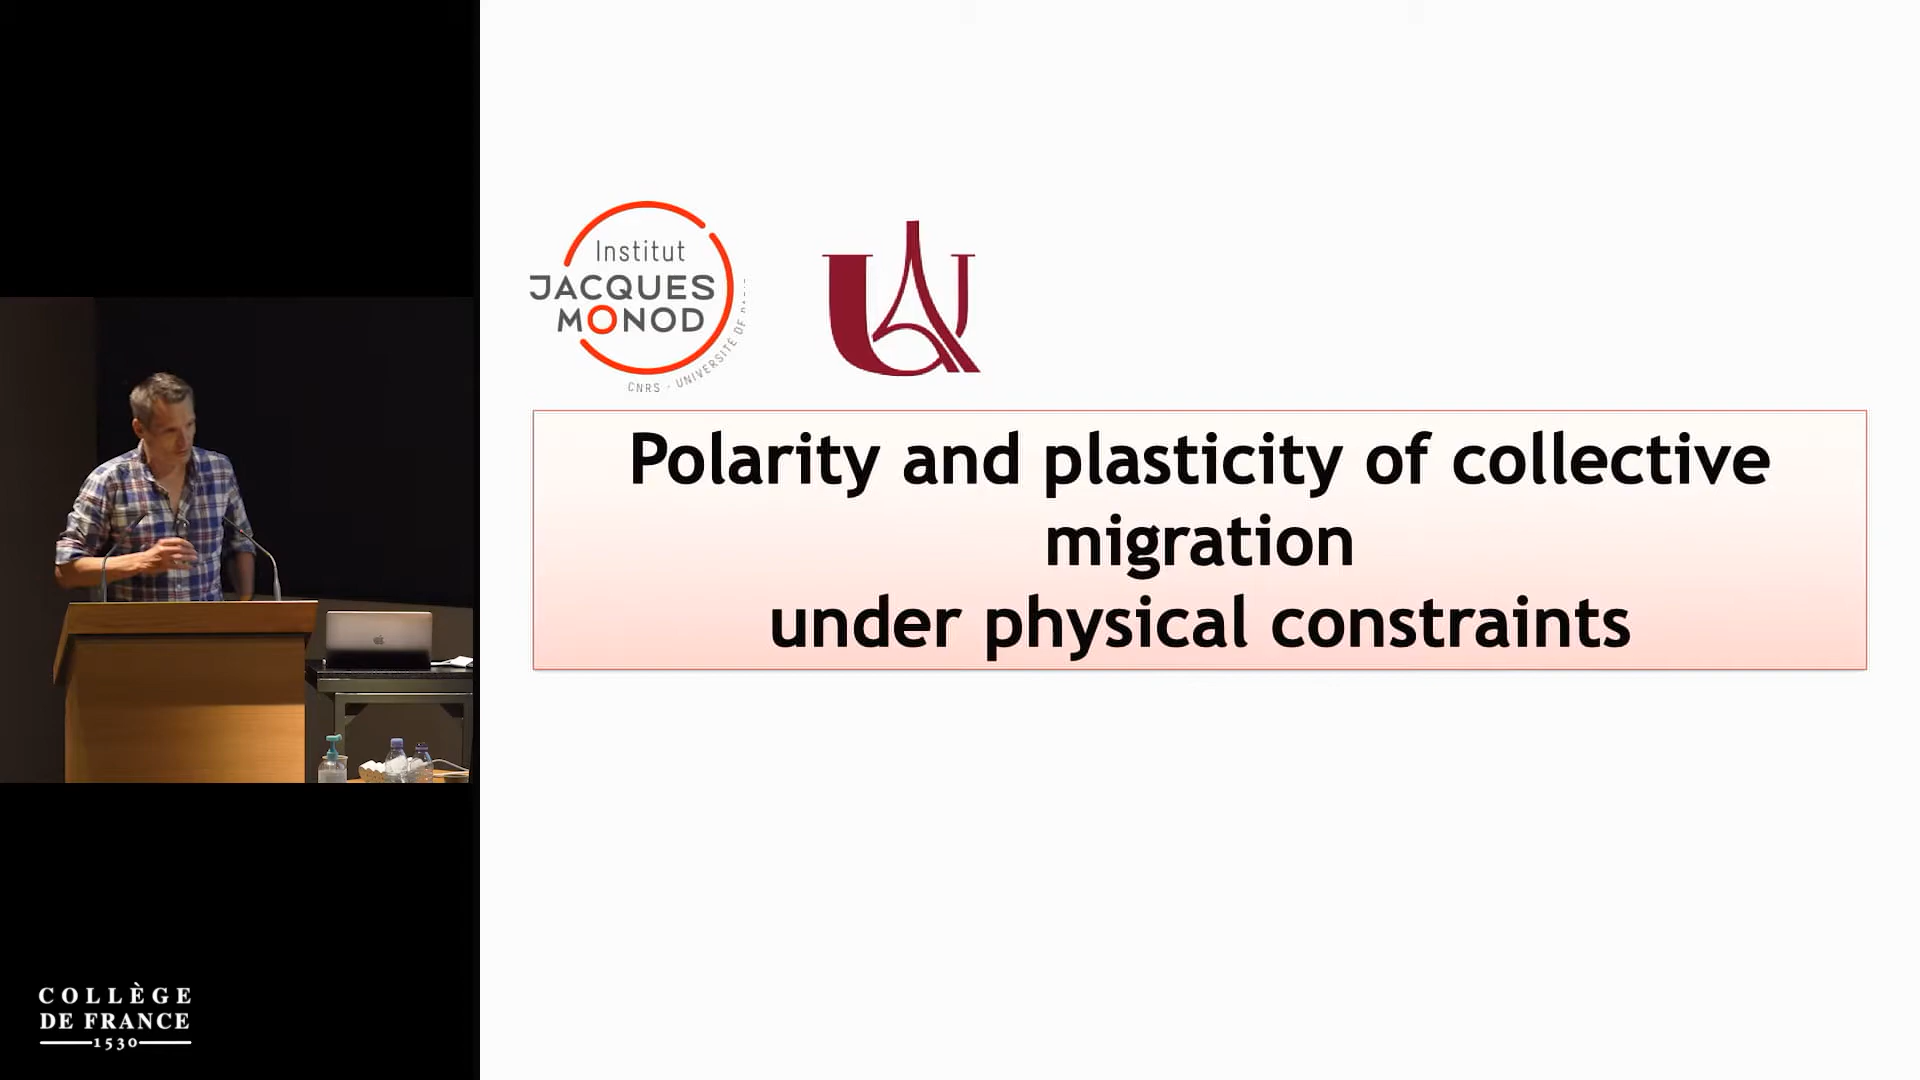 Institut
JACQUES
MONOD
CNRS - UNIVERSITÉ DE PARIS
Polarity and plasticity of collective
migration
under physical constraints
COLLÈGE
DE FRANCE
1530